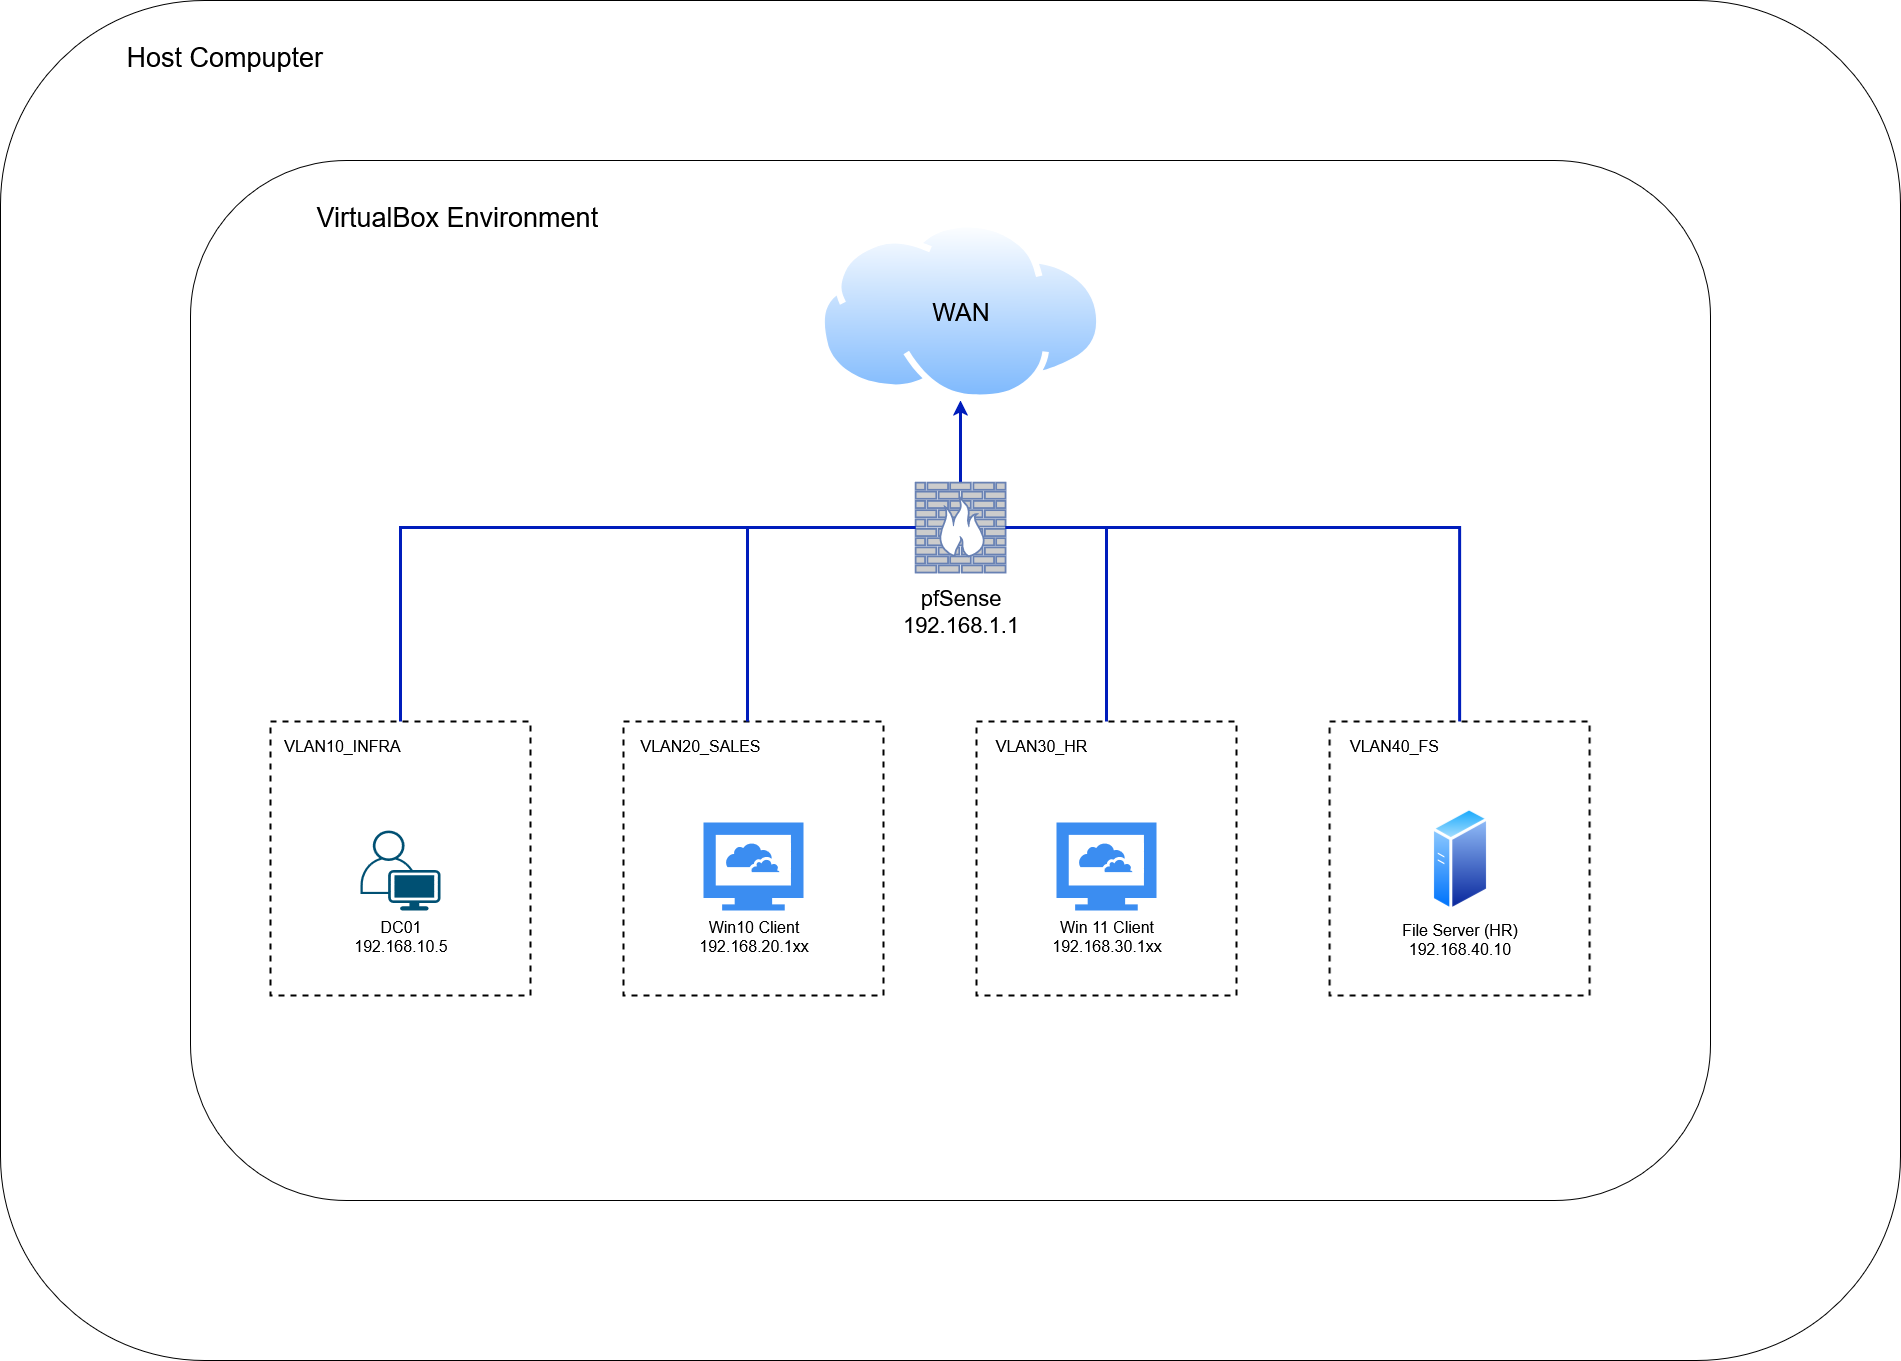 Host Compupter
VirtualBox Environment
WAN
pfSense
192.168.1.1
VLAN10_INFRA
DC01
192.168.10.5
VLAN20_SALES
Win10 Client
192.168.20.1xx
VLAN30_HR
Win 11 Client
192.168.30.1xx
VLAN40_FS
File Server (HR)
192.168.40.10